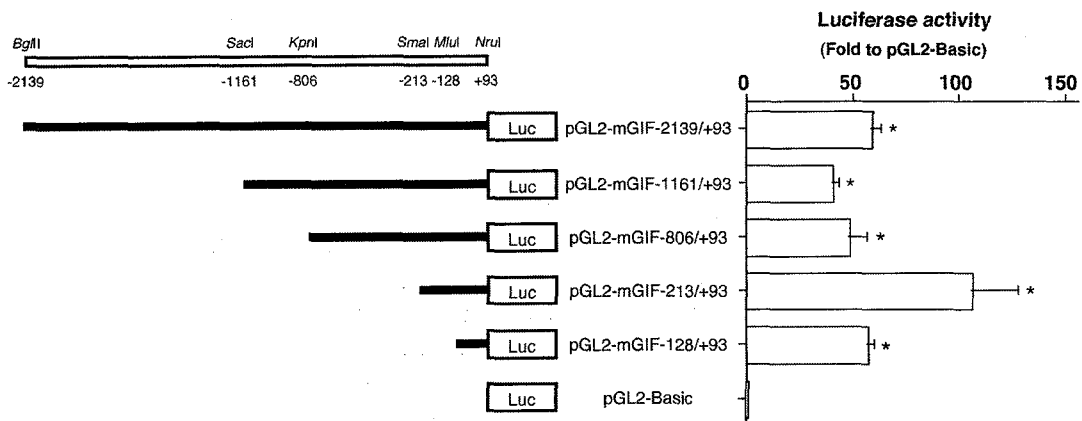 Luciferase activity
(Fold to pGL2-Basic)
BglII SacI KpnI SmaI MluI NruI
-2139 -1161 -806 -213 -128 +93
0 50 100 150
Luc pGL2-mGIF-2139/+93 *
Luc pGL2-mGIF-1161/+93 *
Luc pGL2-mGIF-806/+93 *
Luc pGL2-mGIF-213/+93 *
Luc pGL2-mGIF-128/+93 *
Luc pGL2-Basic